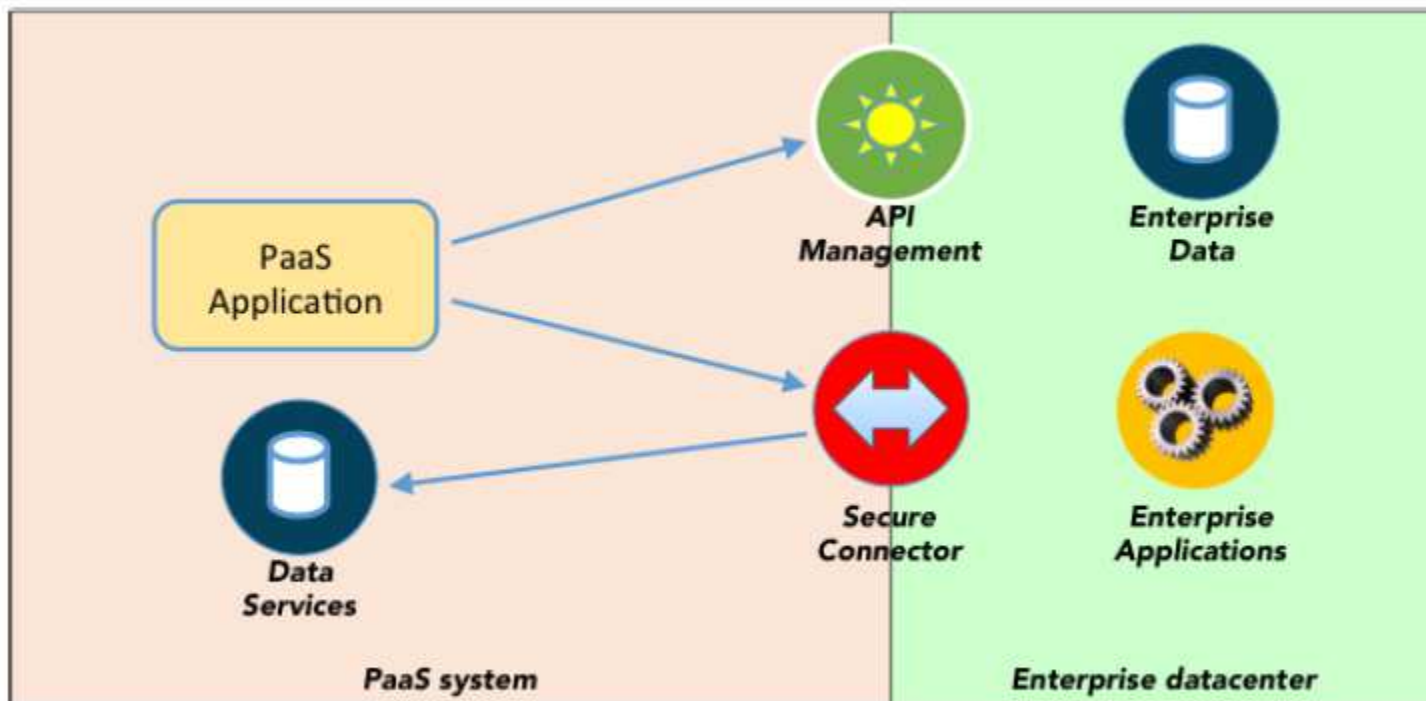 PaaS
Application
API
Management
Enterprise
Data
Secure
Connector
Enterprise
Applications
Data
Services
PaaS system
Enterprise datacenter